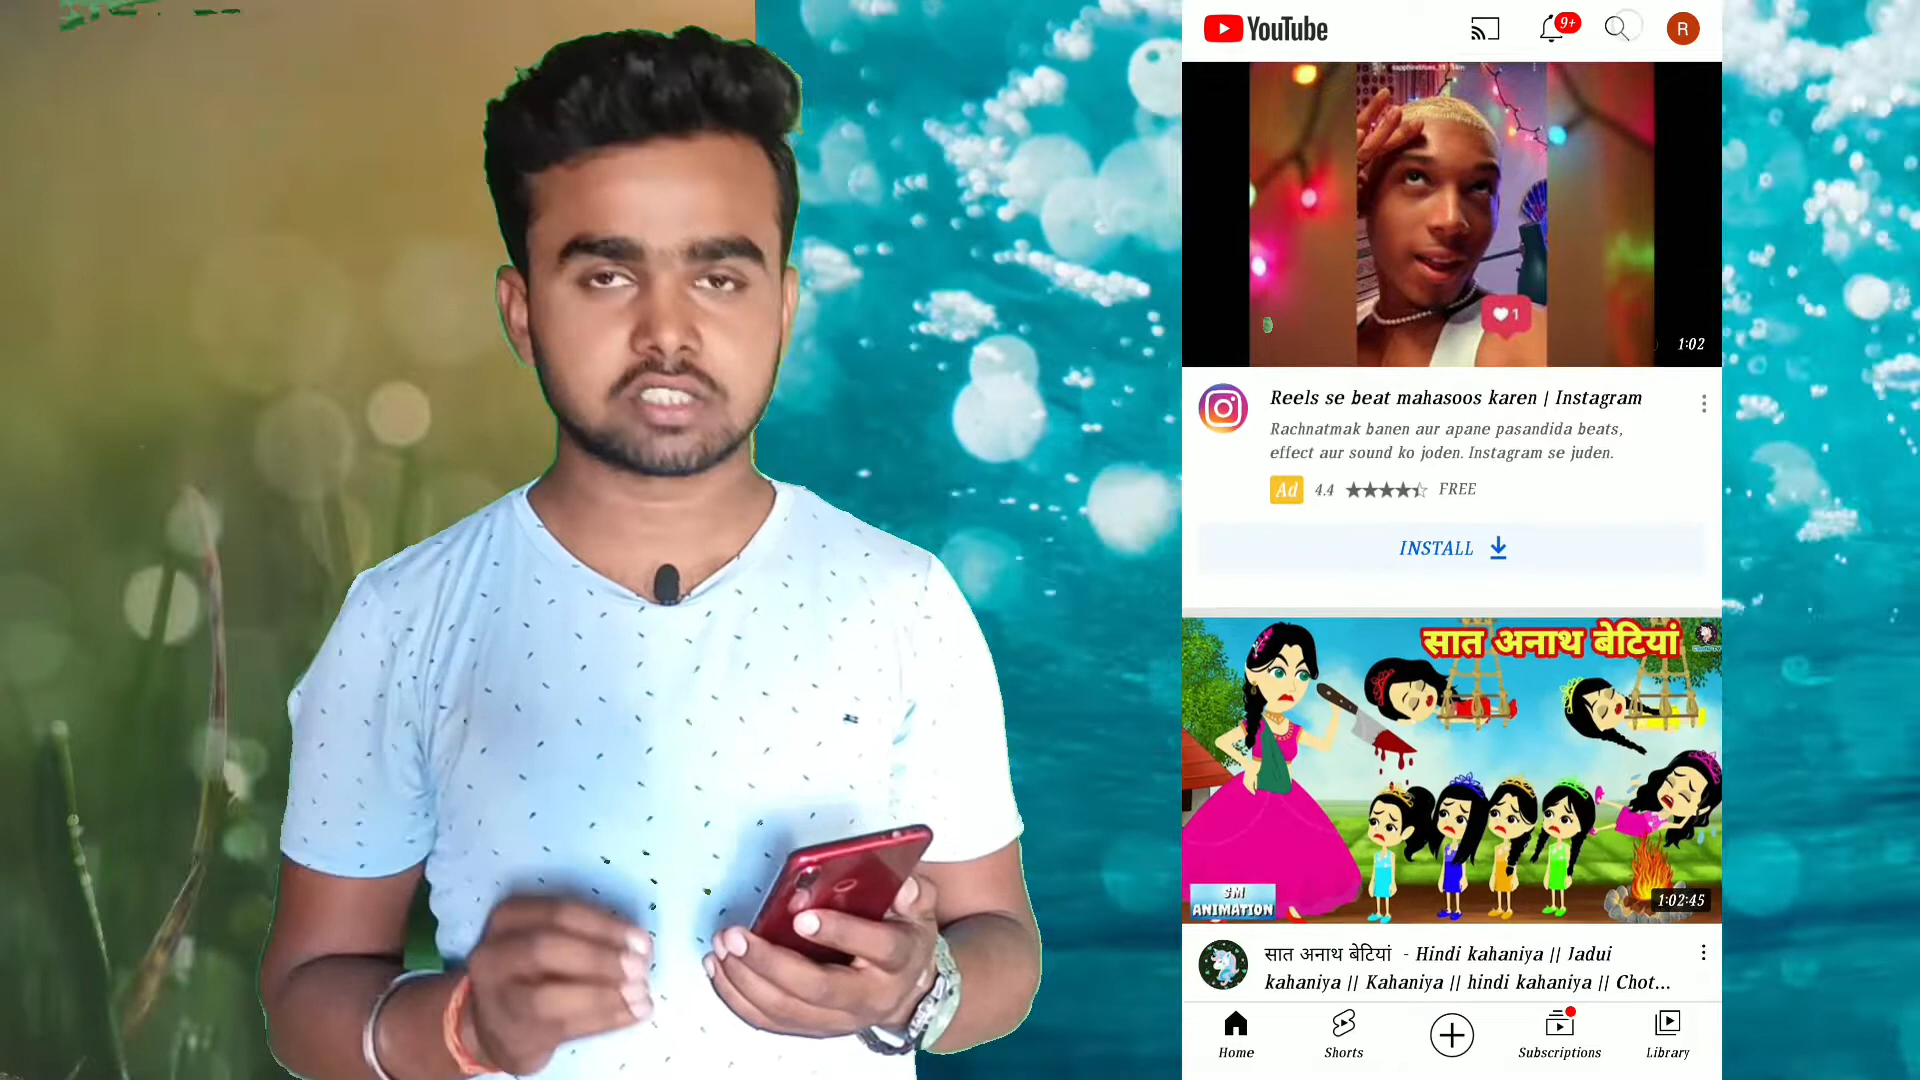 YouTube
9+
R
1
1:02
Reels se beat mahasoos karen | Instagram
Rachnatmak banen aur apane pasandida beats,
effect aur sound ko joden. Instagram se juden.
Ad 4.4 FREE
INSTALL
सात अनाथ बेटियां
SM
ANIMATION
1:02:45
सात अनाथ बेटियां - Hindi kahaniya || Jadui
kahaniya || Kahaniya || hindi kahaniya || Chot...
Home Shorts Subscriptions Library